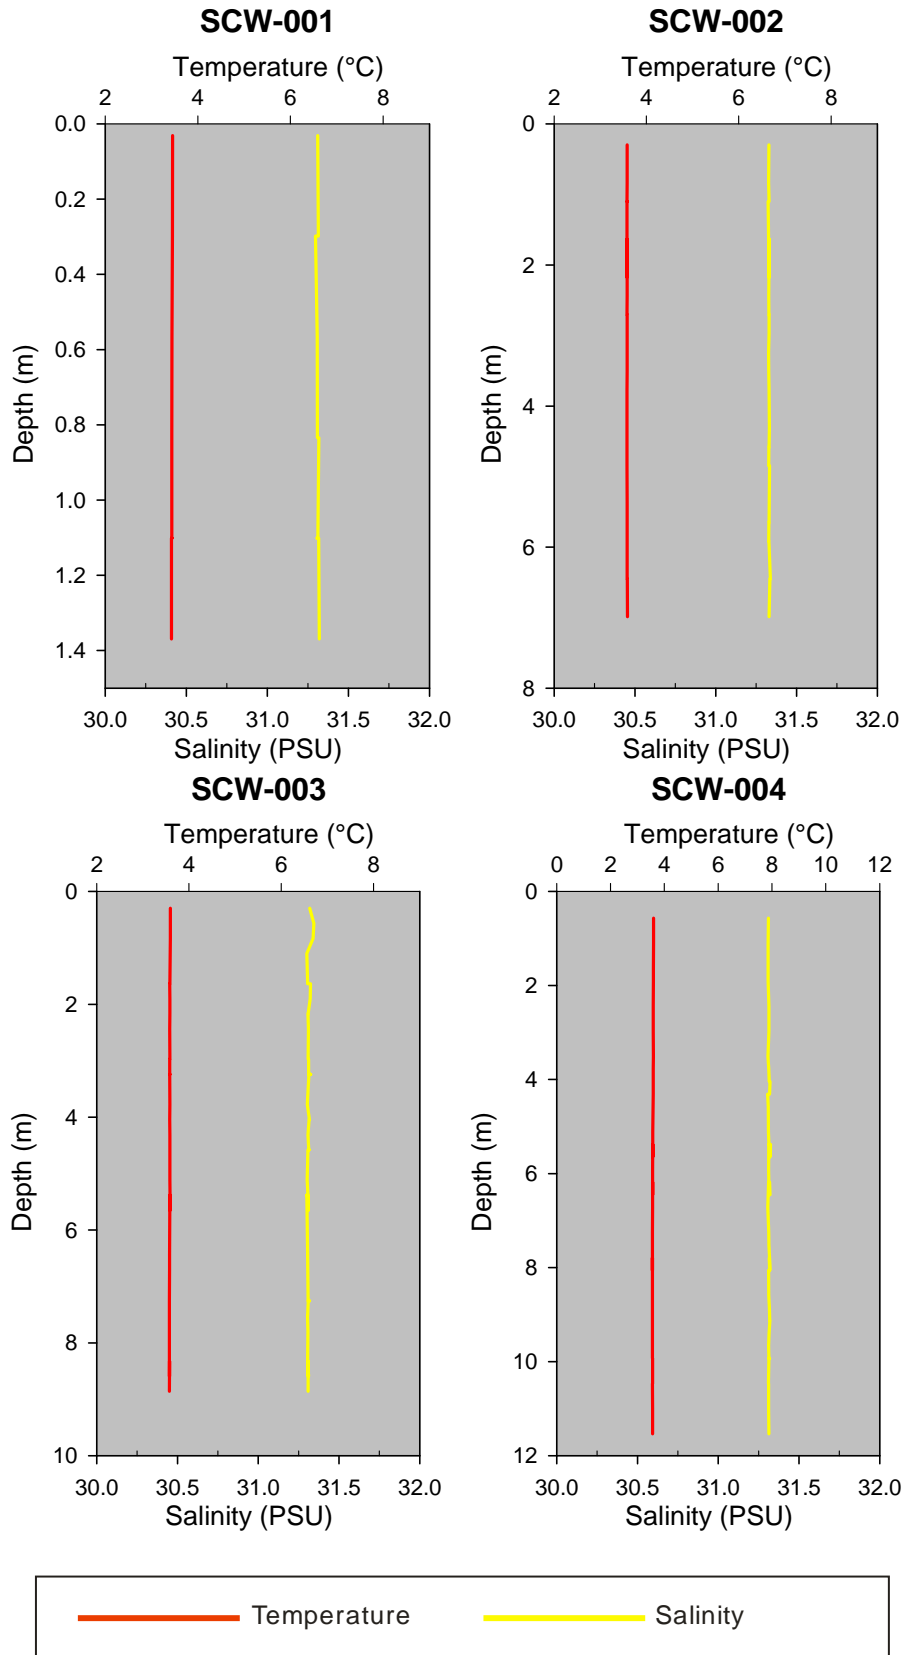 SCW-001
Temperature (°C)
2 4 6 8
0.0
0.2
0.4
0.6
0.8
1.0
1.2
1.4
Depth (m)
30.0 30.5 31.0 31.5 32.0
Salinity (PSU)
SCW-002
Temperature (°C)
2 4 6 8
0
2
4
6
8
Depth (m)
30.0 30.5 31.0 31.5 32.0
Salinity (PSU)
SCW-003
Temperature (°C)
2 4 6 8
0
2
4
6
8
10
Depth (m)
30.0 30.5 31.0 31.5 32.0
Salinity (PSU)
SCW-004
Temperature (°C)
0 2 4 6 8 10 12
0
2
4
6
8
10
12
Depth (m)
30.0 30.5 31.0 31.5 32.0
Salinity (PSU)
Temperature Salinity